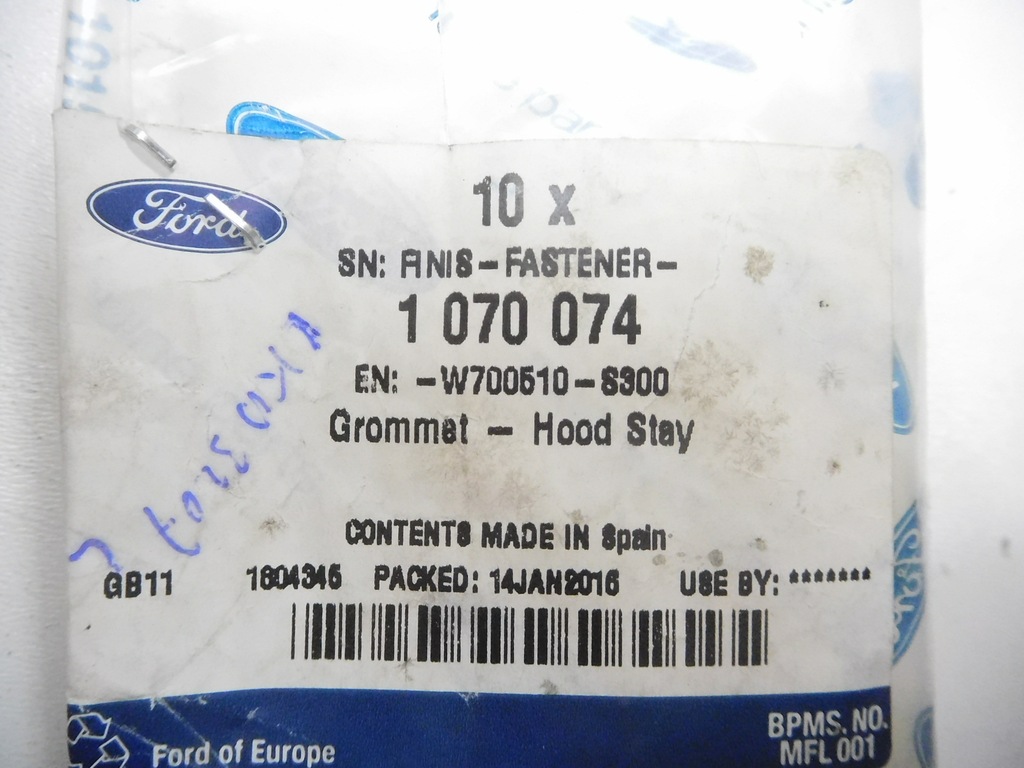 Ford
10 x
SN: FINIS-FASTENER-
1 070 074
EN: -W700510-S300
Grommet - Hood Stay
CONTENTS MADE IN Spain
GB11 1604345 PACKED: 14JAN2016 USE BY: *******
Ford of Europe
BPMS. NO.
MFL 001